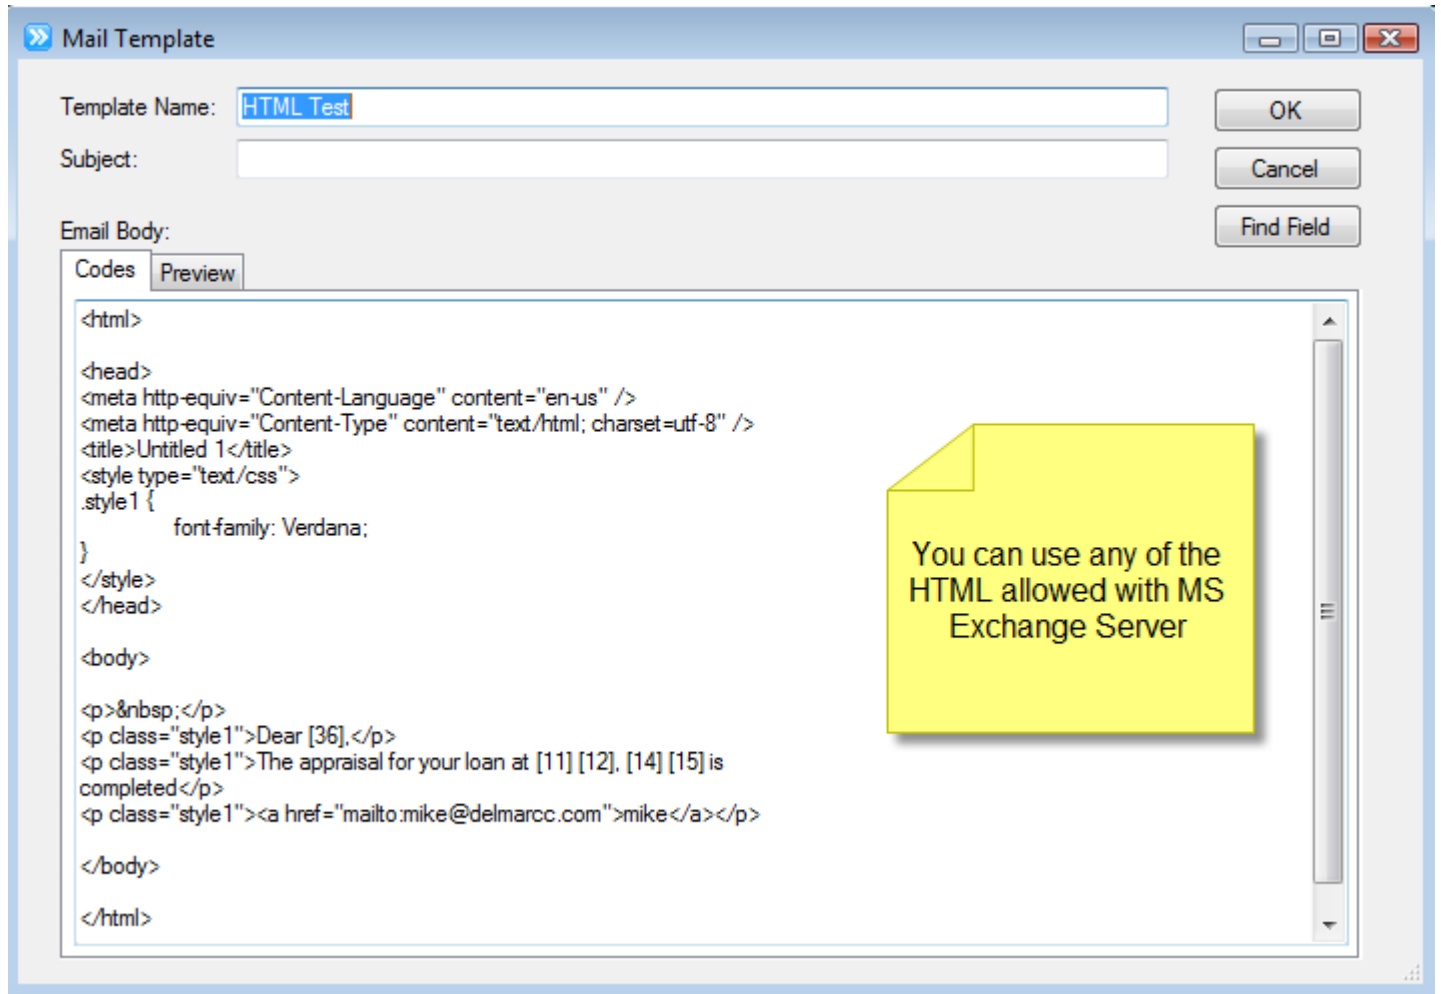 Mail Template
Template Name: HTML Test
OK
Subject:
Cancel
Find Field
Email Body:
Codes Preview
<html>
<head>
<meta http-equiv="Content-Language" content="en-us" />
<meta http-equiv="Content-Type" content="text/html; charset=utf-8" />
<title>Untitled 1</title>
<style type="text/css">
.style1 {
font-family: Verdana;
}
</style>
</head>
<body>
<p>&nbsp;</p>
<p class="style1">Dear [36],</p>
<p class="style1">The appraisal for your loan at [11] [12], [14] [15] is
completed</p>
<p class="style1"><a href="mailto:mike@delmarcc.com">mike</a></p>
</body>
</html>
You can use any of the
HTML allowed with MS
Exchange Server